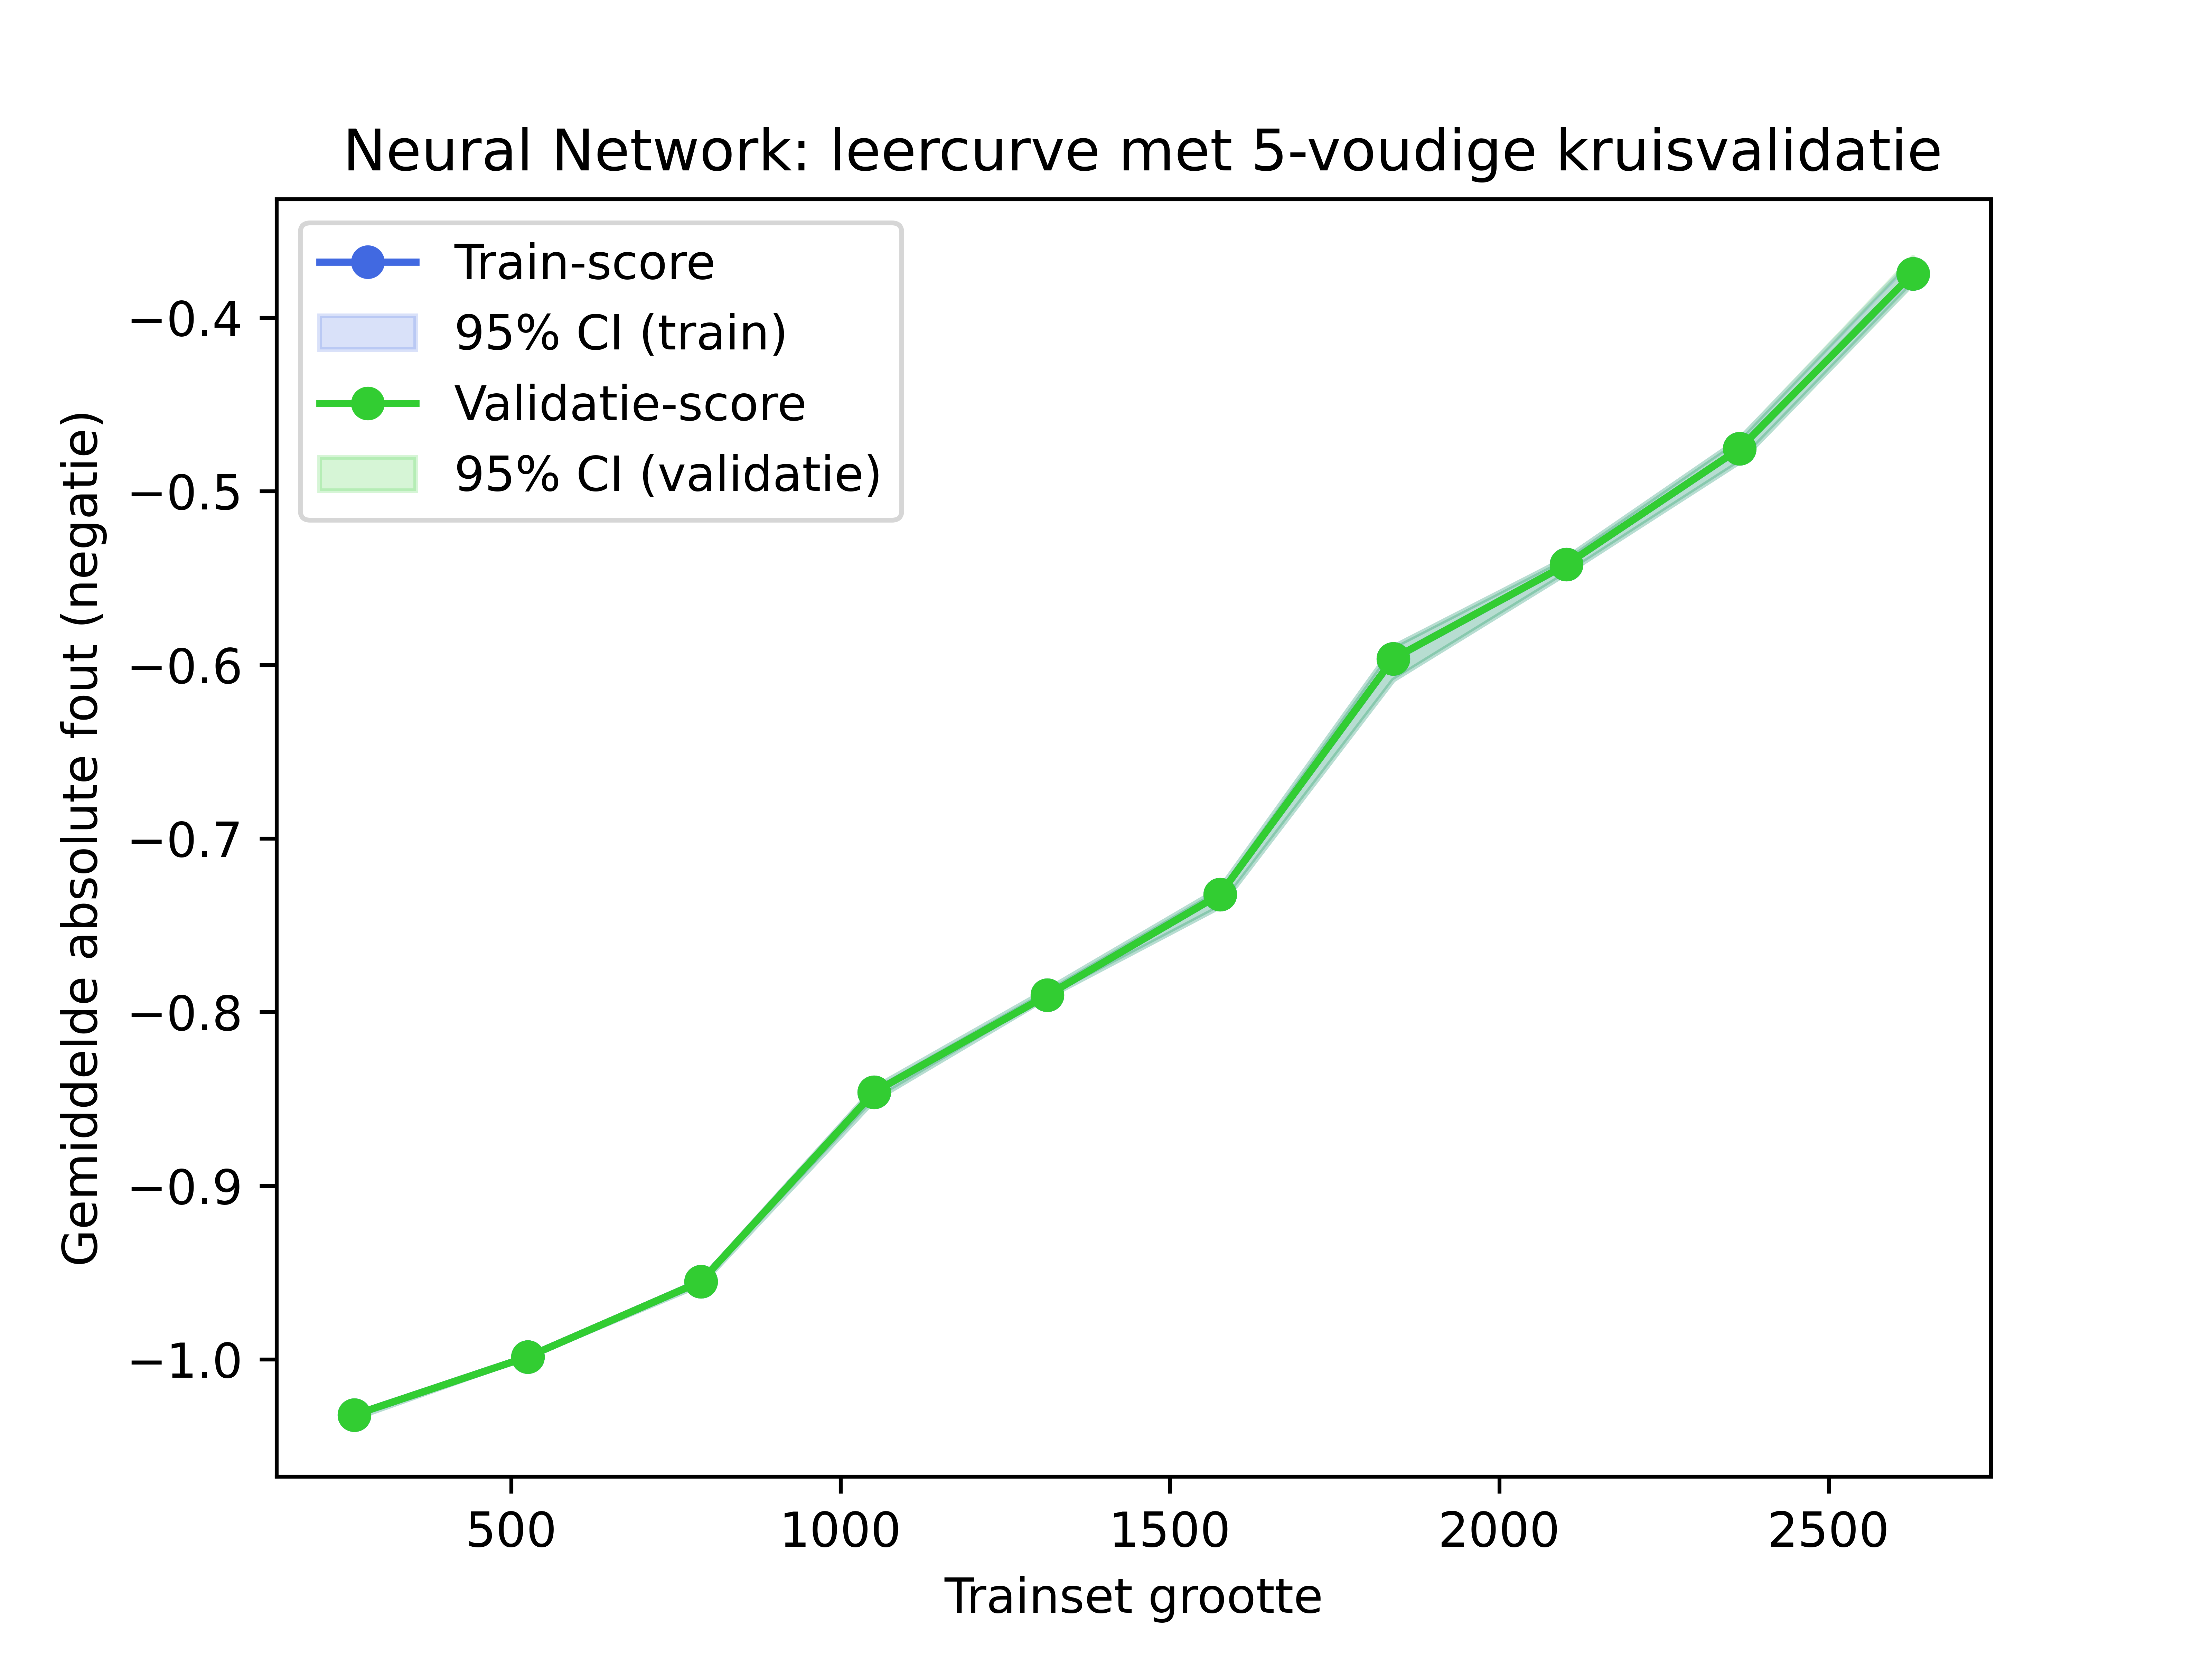 Neural Network: leercurve met 5-voudige kruisvalidatie
Train-score
95% CI (train)
Validatie-score
95% CI (validatie)
Gemiddelde absolute fout (negatie)
−0.4
−0.5
−0.6
−0.7
−0.8
−0.9
−1.0
500 1000 1500 2000 2500
Trainset grootte